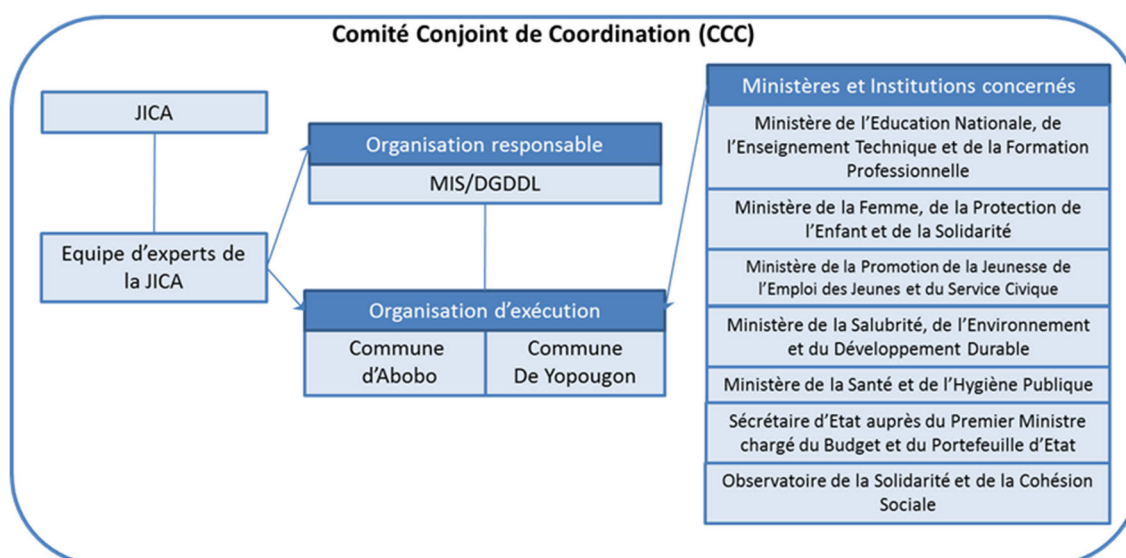 Comité Conjoint de Coordination (CCC)
JICA
Equipe d'experts de
la JICA
Organisation responsable
MIS/DGDDL
Organisation d'exécution
Commune
d'Abobo
Commune
De Yopougon
Ministères et Institutions concernés
Ministère de l'Education Nationale, de
l'Enseignement Technique et de la Formation
Professionnelle
Ministère de la Femme, de la Protection de
l'Enfant et de la Solidarité
Ministère de la Promotion de la Jeunesse de
l'Emploi des Jeunes et du Service Civique
Ministère de la Salubrité, de l'Environnement
et du Développement Durable
Ministère de la Santé et de l'Hygiène Publique
Sécrétaire d'Etat auprès du Premier Ministre
chargé du Budget et du Portefeuille d'Etat
Observatoire de la Solidarité et de la Cohésion
Sociale